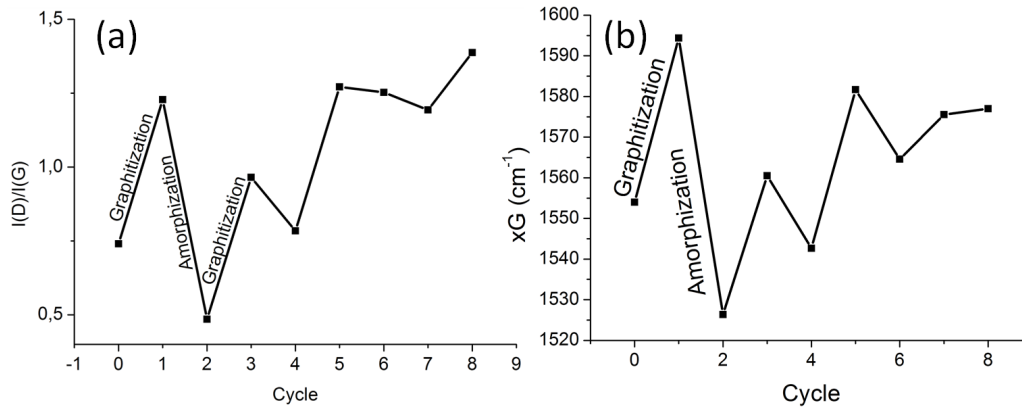 (a)
1,5
1,0
0,5
I(D)/I(G)
Graphitization
Amorphization
Graphitization
-1 0 1 2 3 4 5 6 7 8 9
Cycle
(b)
1600
1590
1580
1570
1560
1550
1540
1530
1520
xG (cm-1)
Graphitization
Amorphization
0 2 4 6 8
Cycle